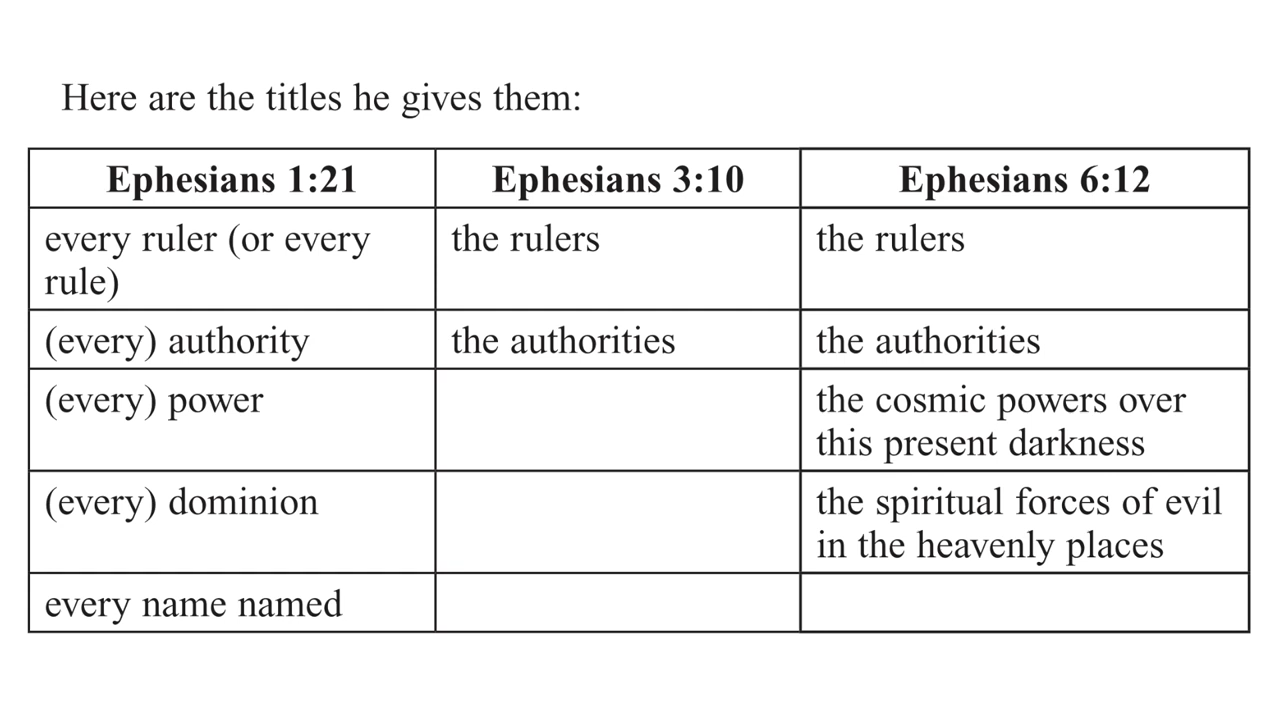 Here are the titles he gives them:
Ephesians 1:21 Ephesians 3:10 Ephesians 6:12
every ruler (or every rule) the rulers the rulers
(every) authority the authorities the authorities
(every) power the cosmic powers over this present darkness
(every) dominion the spiritual forces of evil in the heavenly places
every name named